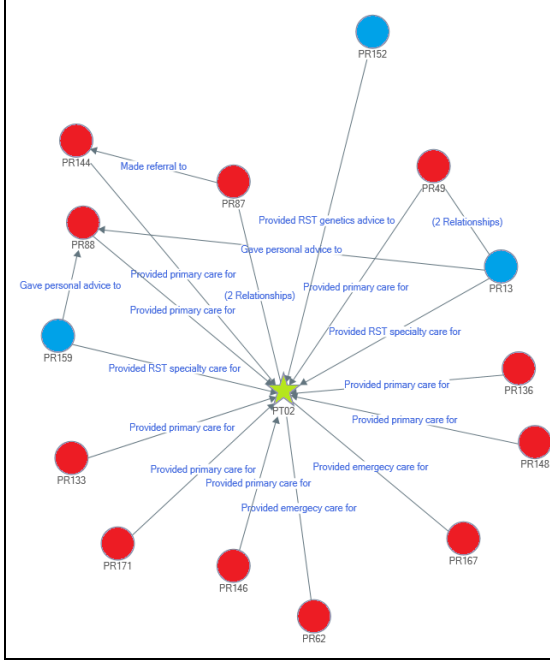 PR152
PR144
Made referral to
PR87
PR49
PR88
Provided RST genetics advice to
(2 Relationships)
Gave personal advice to
Provided primary care for
PR13
Gave personal advice to
Provided primary care for
(2 Relationships)
Provided primary care for
PR159
Provided RST specialty care for
Provided RST specialty care for
PR136
Provided primary care for
PT02
Provided primary care for
PR148
Provided primary care for
PR133
Provided primary care for
Provided emergecy care for
Provided primary care for
Provided emergecy care for
PR171
PR167
PR146
PR62